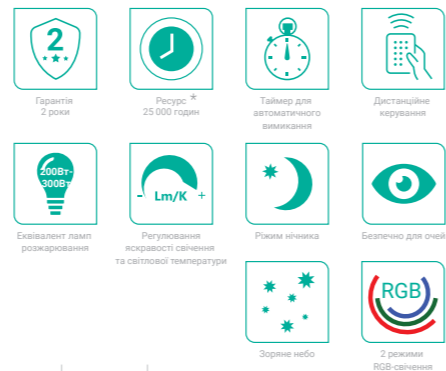 2
Гарантія
2 роки
Ресурс *
25 000 годин
Таймер для
автоматичного
вимикання
Дистанційне
керування
200Вт-
300Вт
Еквівалент ламп
розжарювання
- Lm/K +
Регулювання
яскравості свічення
та світлової температури
Ріжим нічника
Безпечно для очей
Зоряне небо
RGB
2 режими
RGB-свічення